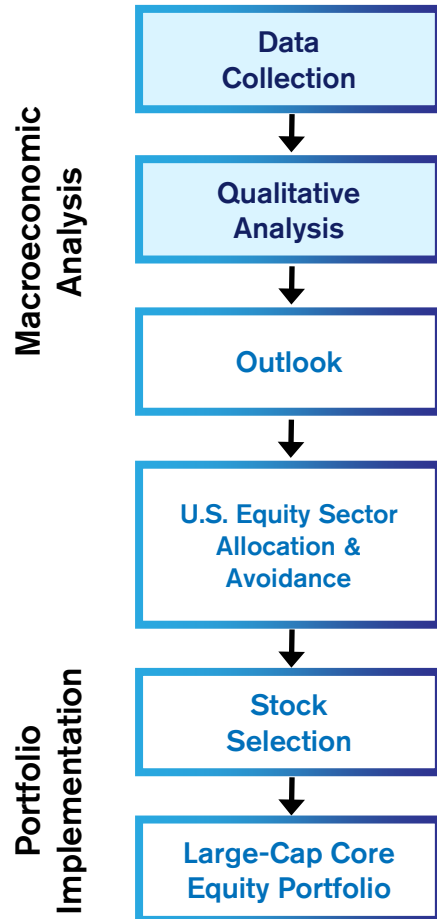 Macroeconomic
Analysis
Data
Collection
Qualitative
Analysis
Outlook
U.S. Equity Sector
Allocation &
Avoidance
Portfolio
Implementation
Stock
Selection
Large-Cap Core
Equity Portfolio